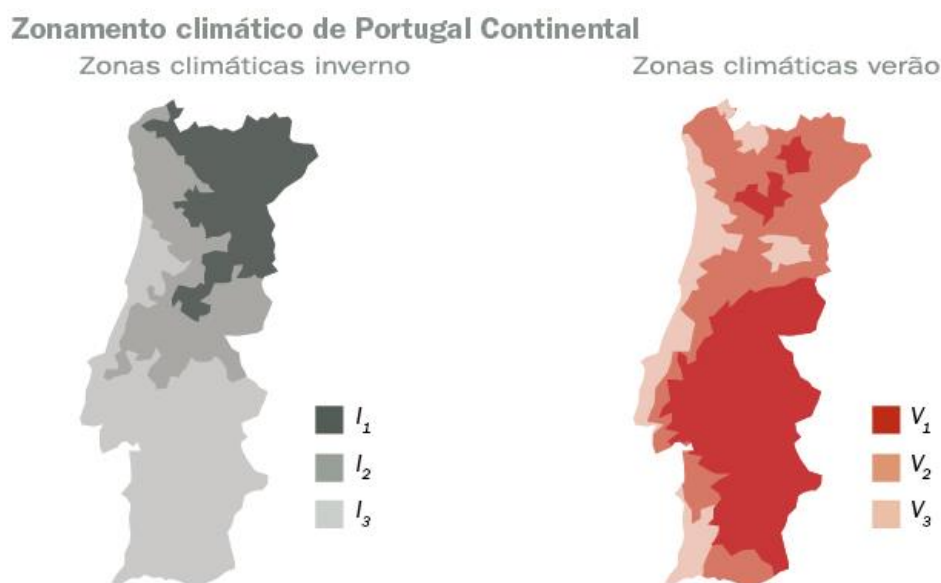 Zonamento climático de Portugal Continental
Zonas climáticas inverno
Zonas climáticas verão
I1
I2
I3
V1
V2
V3